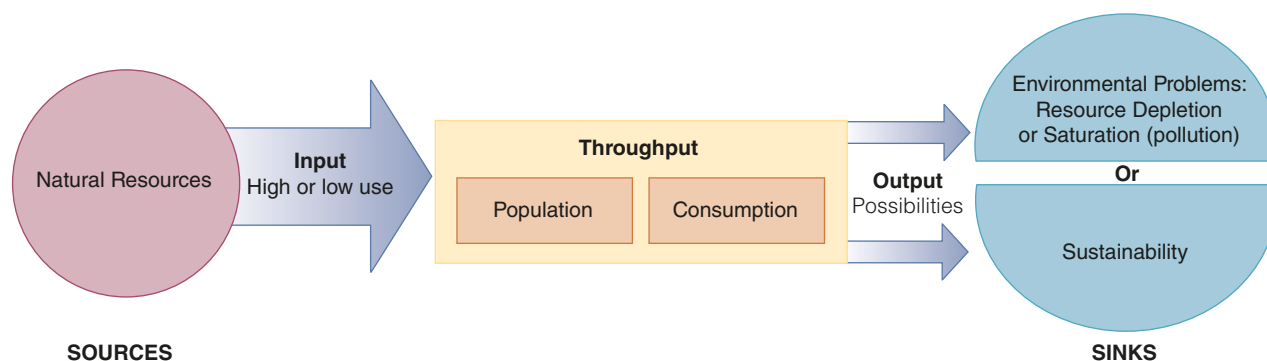 Natural Resources
Input
High or low use
Throughput
Population
Consumption
Output
Possibilities
Environmental Problems:
Resource Depletion
or Saturation (pollution)
Or
Sustainability
SOURCES
SINKS